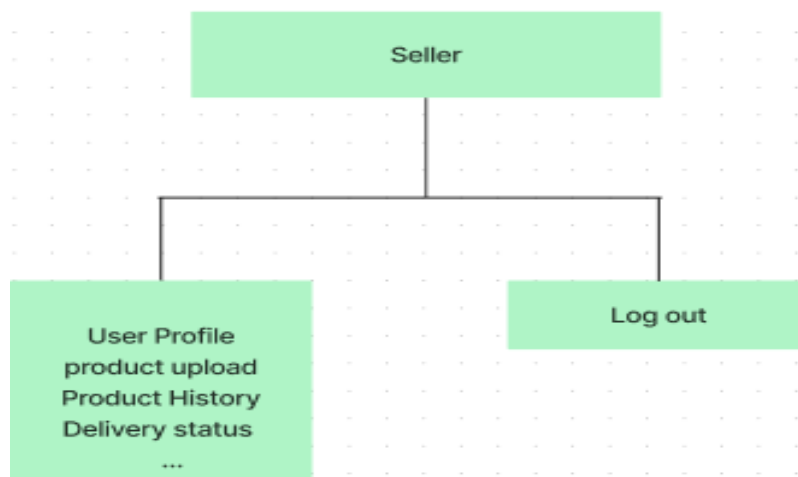 Seller
User Profile
product upload
Product History
Delivery status
...
Log out